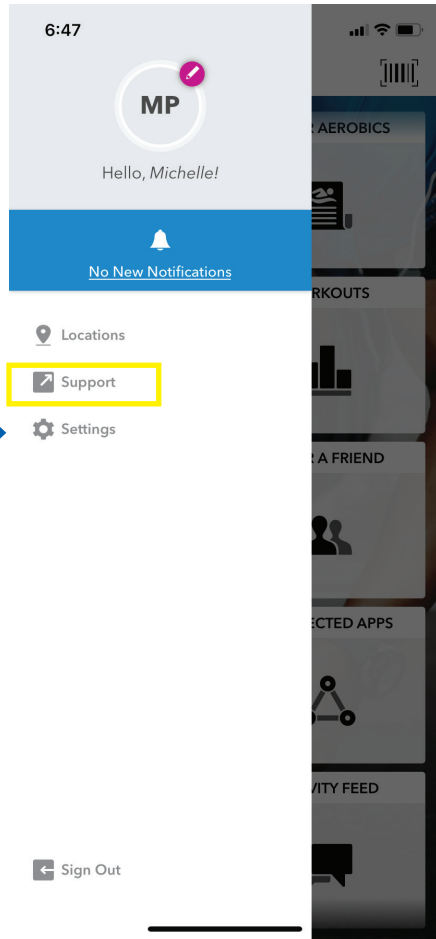 6:47
MP
Hello, Michelle!
No New Notifications
Locations
Support
Settings
Sign Out
AEROBICS
RKOUTS
A FRIEND
ECTED APPS
VITY FEED